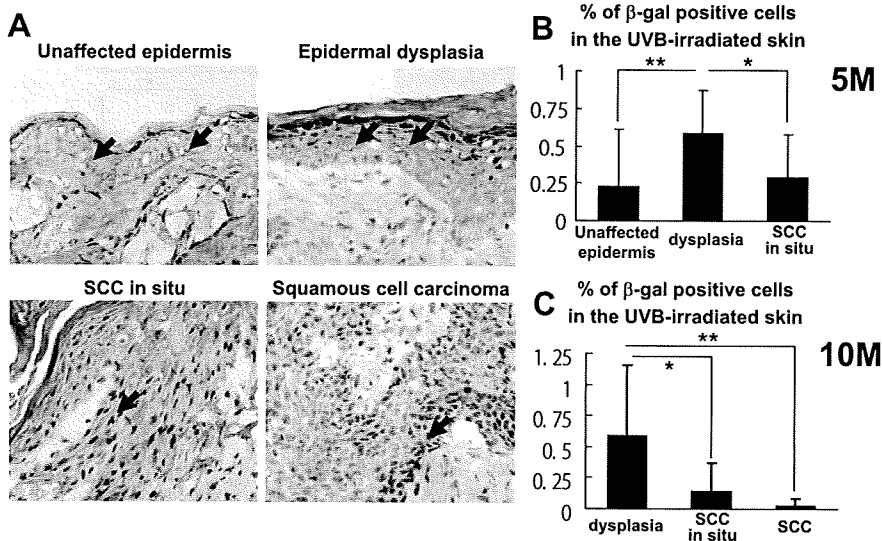 A
Unaffected epidermis
Epidermal dysplasia
SCC in situ
Squamous cell carcinoma
B
% of β-gal positive cells
in the UVB-irradiated skin
5M
**
*
1
0.75
0.5
0.25
0
Unaffected
epidermis
dysplasia
SCC
in situ
C
% of β-gal positive cells
in the UVB-irradiated skin
10M
**
*
1.25
1
0.75
0.5
0.25
0
dysplasia
SCC
in situ
SCC